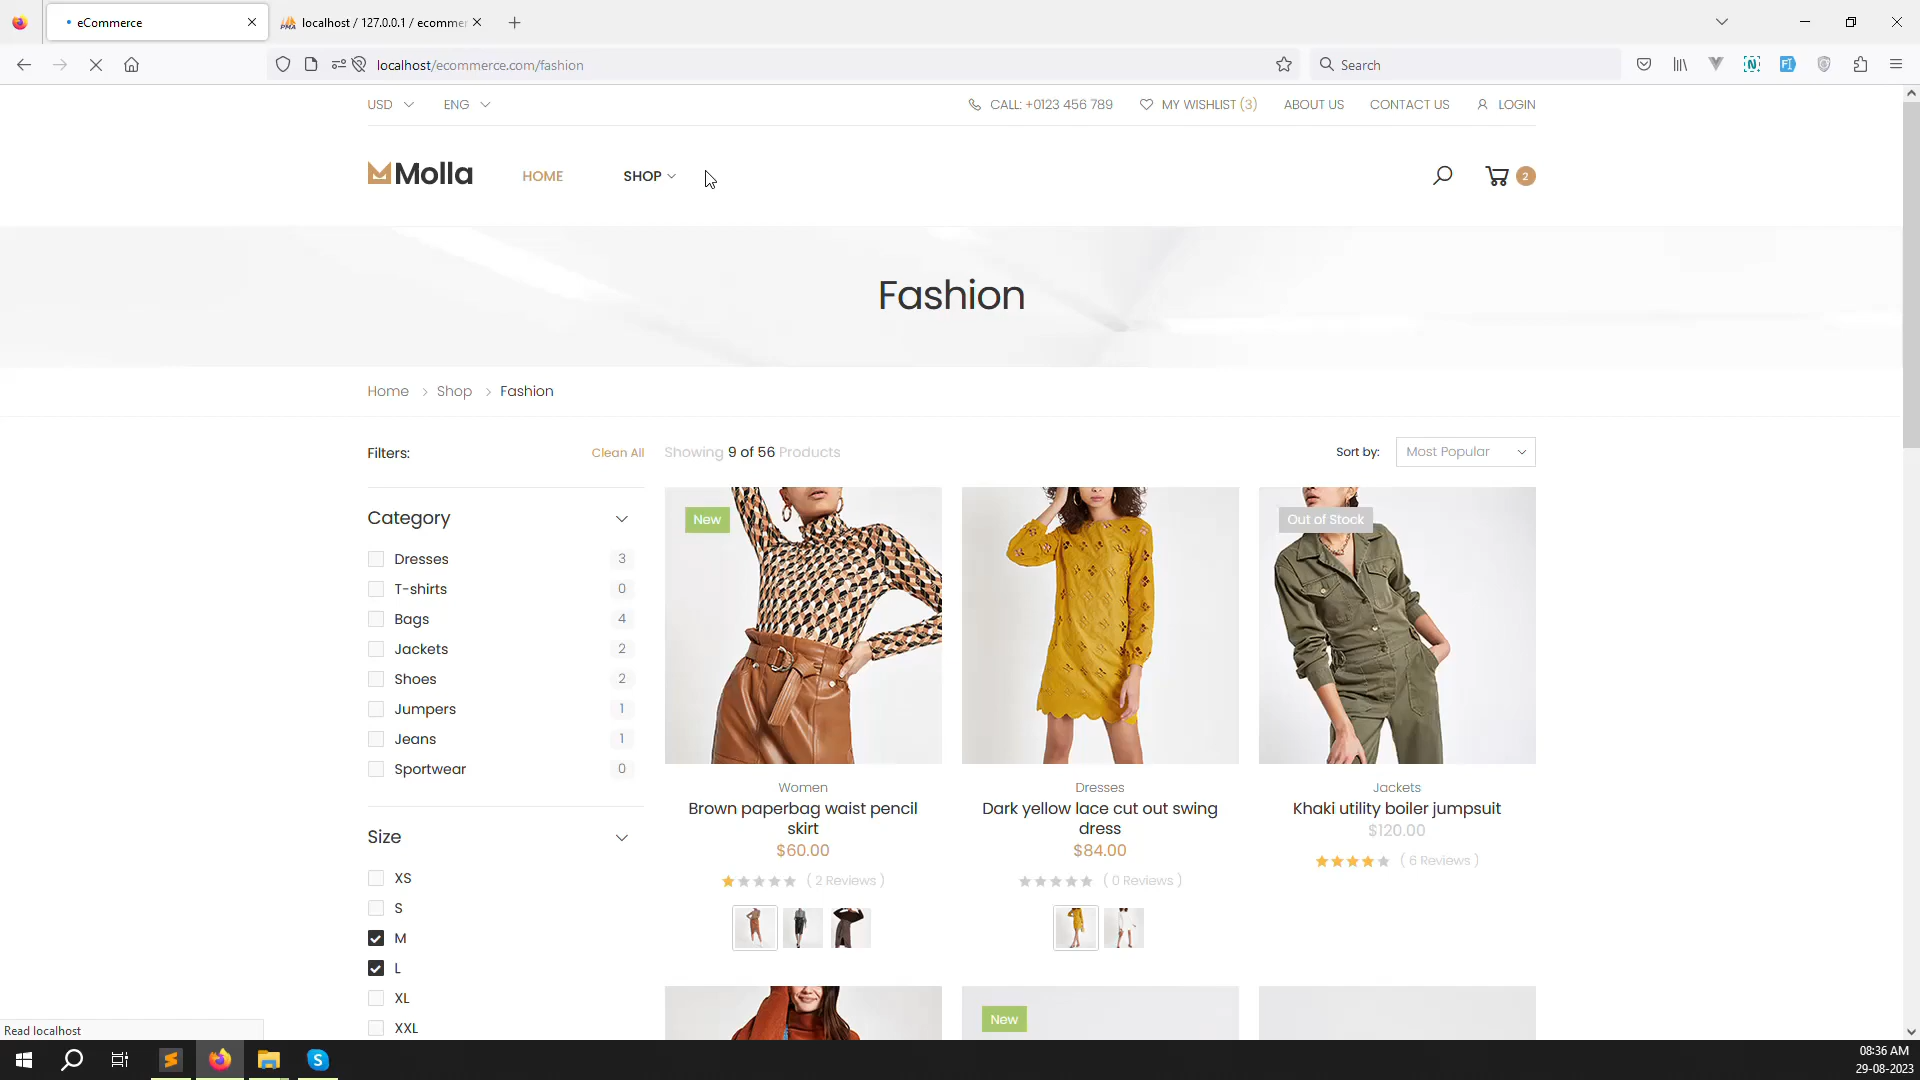 eCommerce
localhost / 127.0.0.1 / ecomme
localhost/ecommerce.com/fashion
Search
USD
ENG
CALL: +0123 456 789
MY WISHLIST (3)
ABOUT US
CONTACT US
LOGIN
Molla
HOME
SHOP
2
Fashion
Home
Shop
Fashion
Filters:
Clean All
Showing 9 of 56 Products
Sort by:
Most Popular
Category
Dresses 3
T-shirts 0
Bags 4
Jackets 2
Shoes 2
Jumpers 1
Jeans 1
Sportwear 0
Size
XS
S
M
L
XL
XXL
New
Women
Brown paperbag waist pencil
skirt
$60.00
( 2 Reviews )
Dresses
Dark yellow lace cut out swing
dress
$84.00
( 0 Reviews )
Out of Stock
Jackets
Khaki utility boiler jumpsuit
$120.00
( 6 Reviews )
New
Read localhost
08:36 AM
29-08-2023